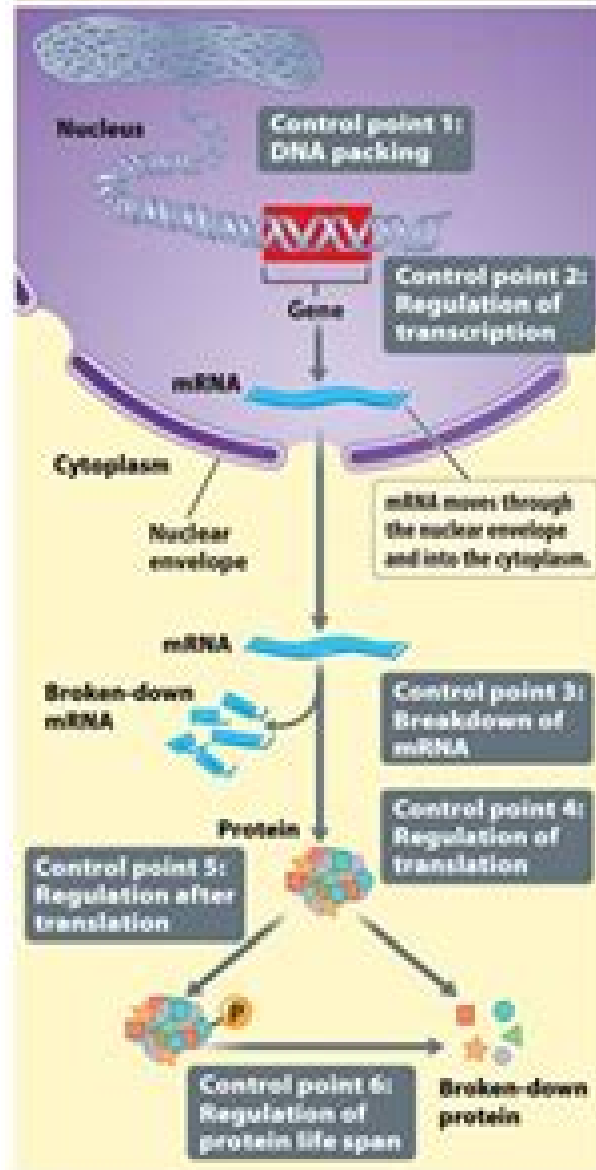 Nucleus
Control point 1:
DNA packing
Gene
Control point 2:
Regulation of
transcription
mRNA
Cytoplasm
Nuclear
envelope
mRNA moves through
the nuclear envelope
and into the cytoplasm.
mRNA
Broken-down
mRNA
Control point 3:
Breakdown of
mRNA
Control point 4:
Regulation of
translation
Protein
Control point 5:
Regulation after
translation
P
Control point 6:
Regulation of
protein life span
Broken-down
protein